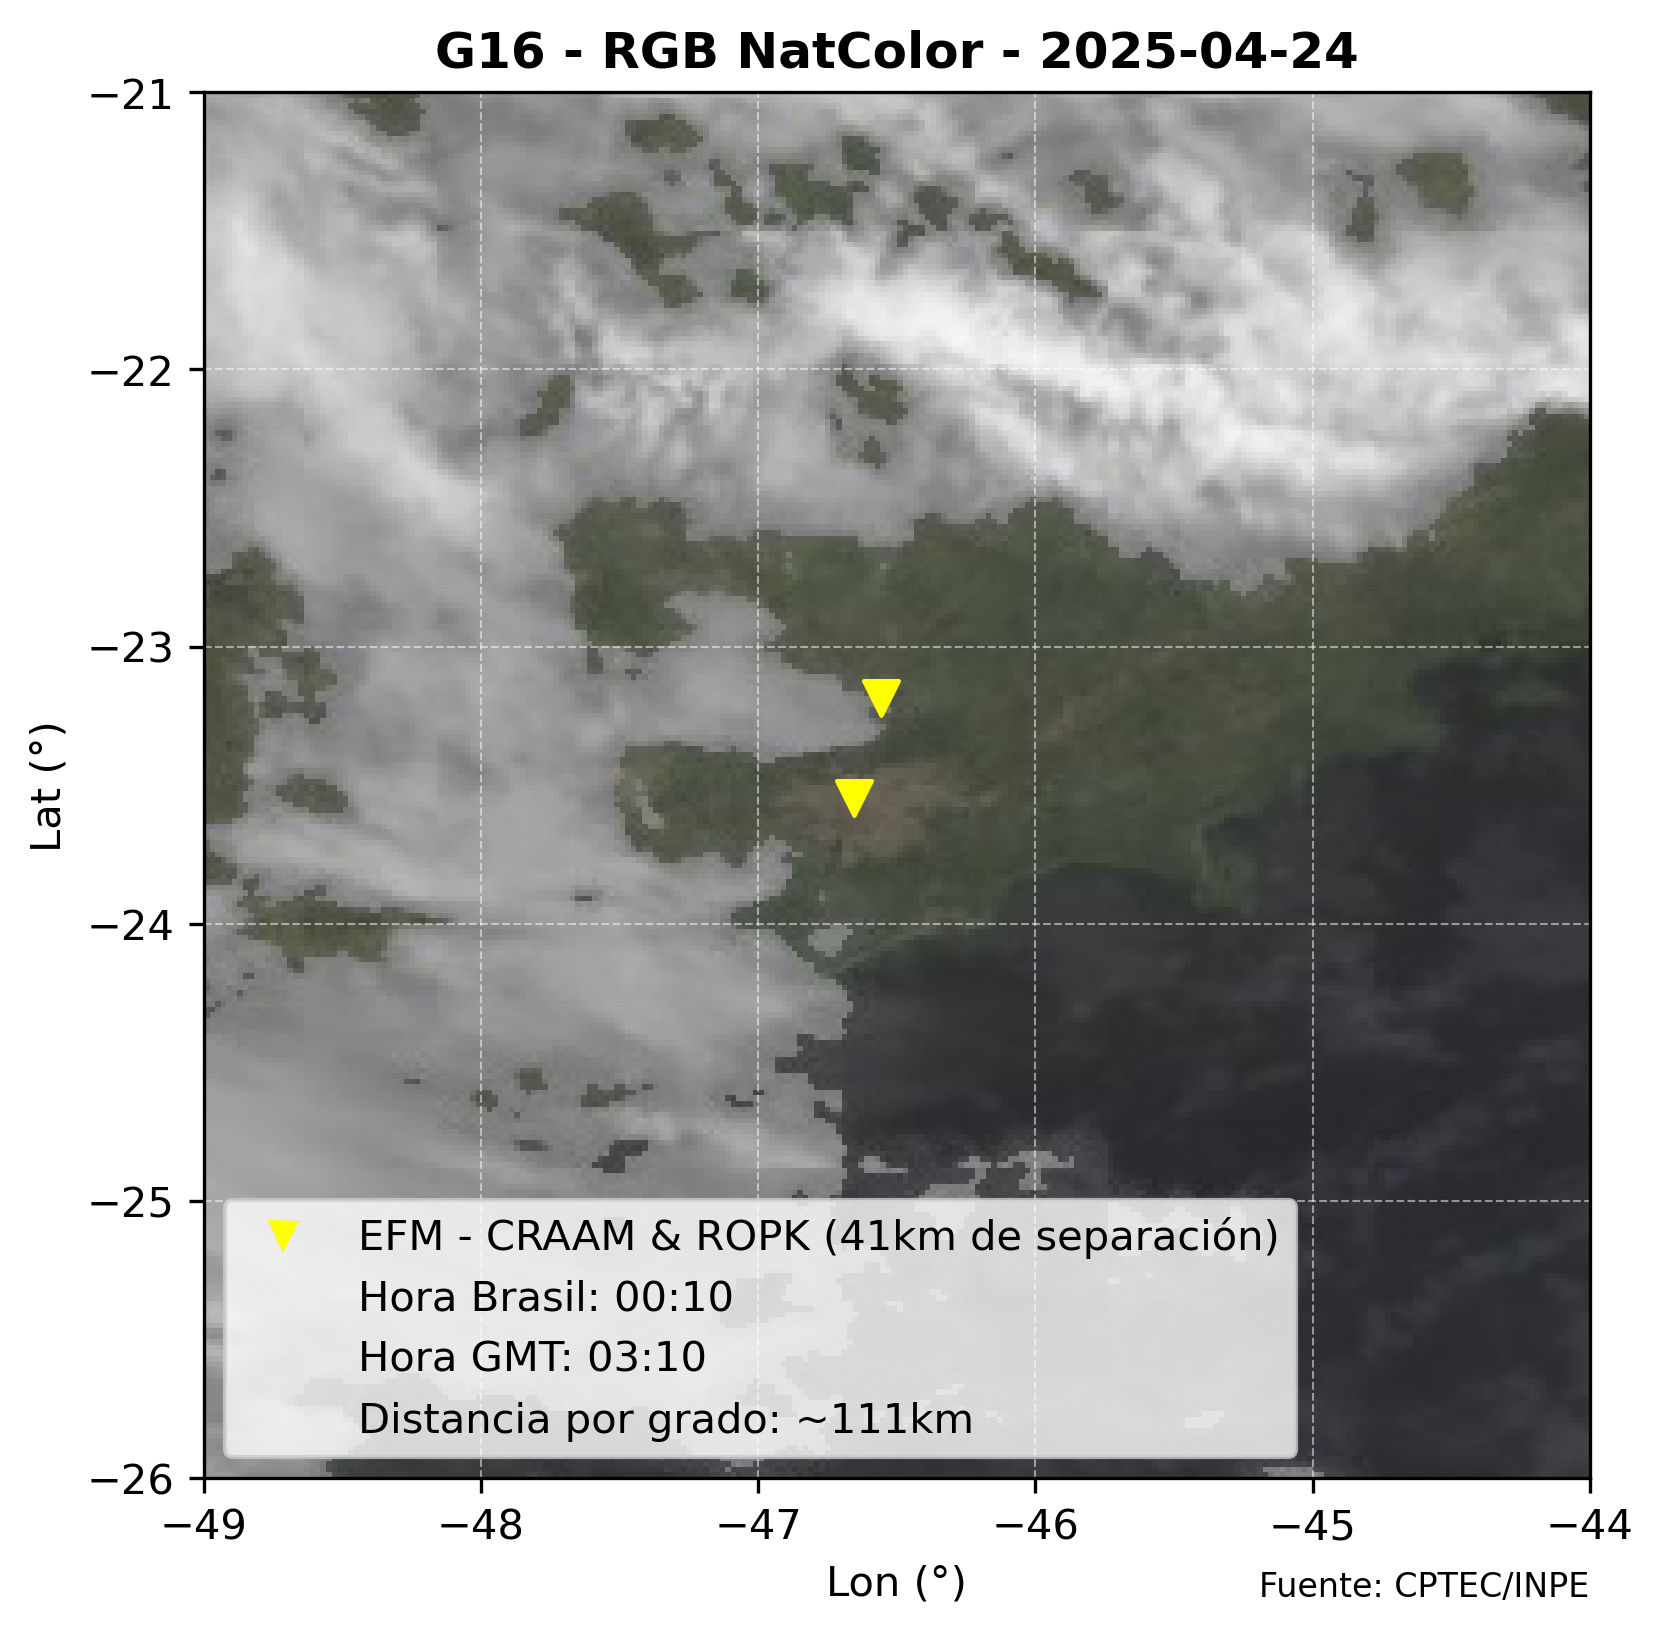 G16 - RGB NatColor - 2025-04-24
−21
−22
−23
−24
−25
−26
Lat (°)
EFM - CRAAM & ROPK (41km de separación)
Hora Brasil: 00:10
Hora GMT: 03:10
Distancia por grado: ~111km
−49 −48 −47 −46 −45 −44
Lon (°)
Fuente: CPTEC/INPE